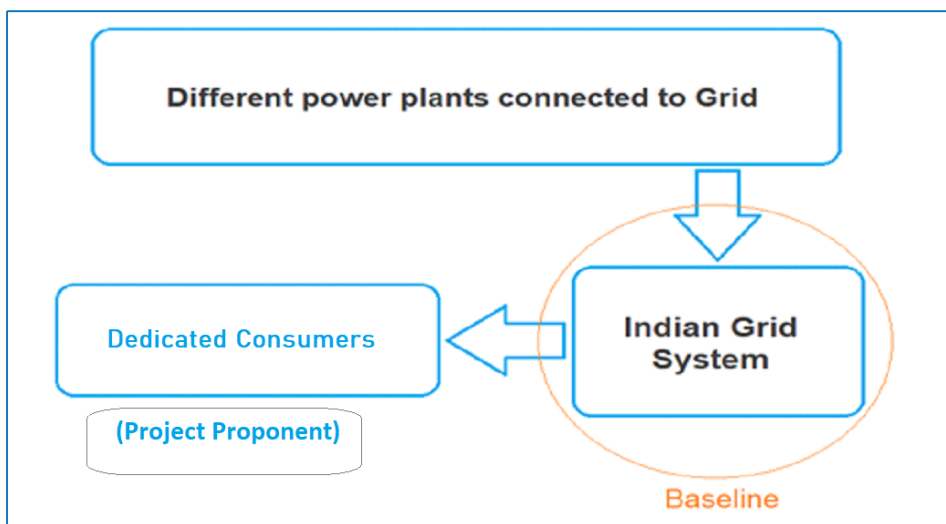 Different power plants connected to Grid
Dedicated Consumers
(Project Proponent)
Indian Grid
System
Baseline